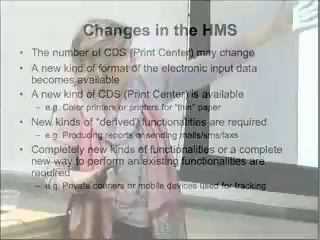 Changes in the HMS
• The number of CDS (Print Center) may change
• A new kind of format of the electronic input data
becomes available
• A new kind of CDS (Print Center) is available
– e.g. Color printers or printers for "thin" paper
• New kinds of "derived" functionalities are required
– e.g. Producing reports or sending mails/sms/faxs
• Completely new kinds of functionalities or a complete
new way to perform an existing functionalities are
required
– e.g. Private couriers or mobile devices used for tracking